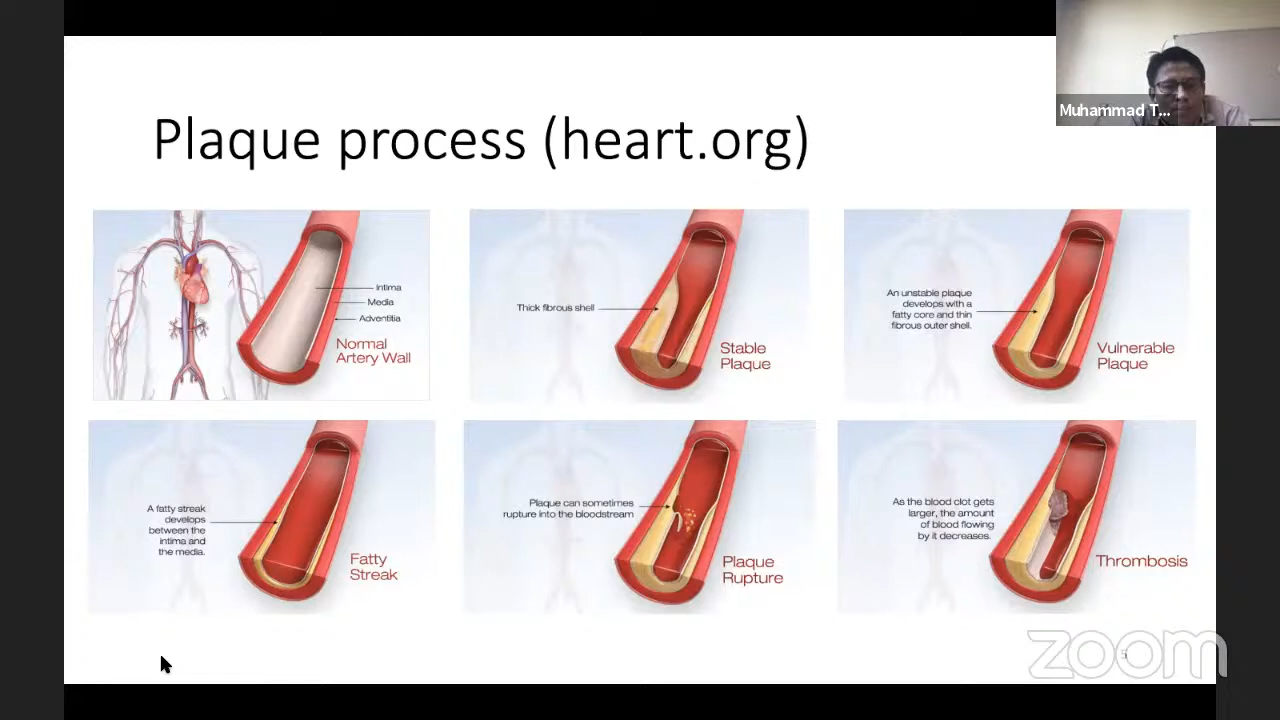 Muhammad T...
Plaque process (heart.org)
Intima
Media
Adventitia
Normal
Artery Wall
Thick fibrous shell
Stable
Plaque
An unstable plaque
develops with a
fatty core and thin
fibrous outer shell.
Vulnerable
Plaque
A fatty streak
develops
between the
intima and
the media.
Fatty
Streak
Plaque can sometimes
rupture into the bloodstream
Plaque
Rupture
As the blood clot gets
larger, the amount
of blood flowing
by it decreases.
Thrombosis
zoom
5